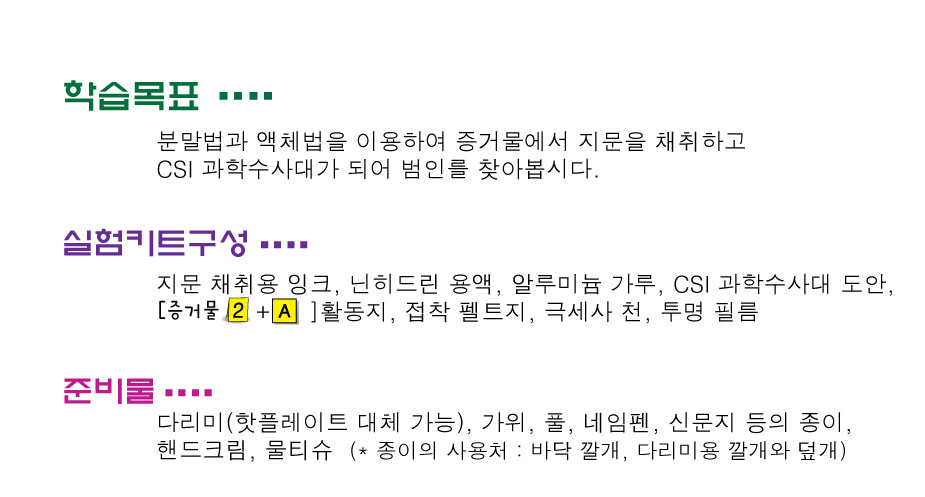 학습목표 ▪▪▪▪
분말법과 액체법을 이용하여 증거물에서 지문을 채취하고
CSI 과학수사대가 되어 범인를 찾아봅시다.
실험키트구성 ▪▪▪▪
지문 채취용 잉크, 닌히드린 용액, 알루미늄 가루, CSI 과학수사대 도안,
[증거물 2 + A ]활동지, 접착 펠트지, 극세사 천, 투명 필름
준비물 ▪▪▪▪
다리미(핫플레이트 대체 가능), 가위, 풀, 네임펜, 신문지 등의 종이,
핸드크림, 물티슈 (* 종이의 사용처 : 바닥 깔개, 다리미용 깔개와 덮개)